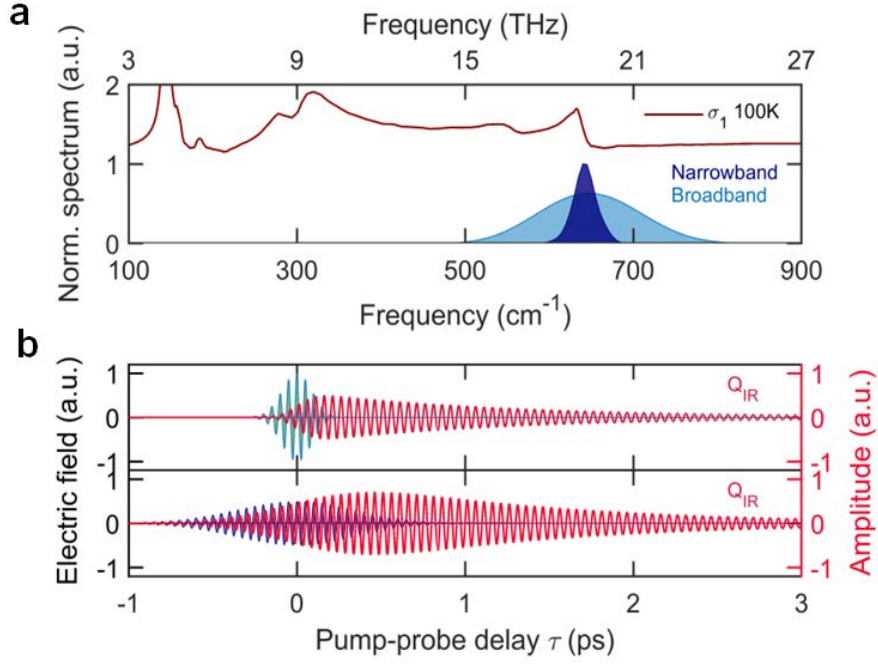 a
Frequency (THz)
3 9 15 21 27
Norm. spectrum (a.u.)
2
1
0
σ1 100K
Narrowband
Broadband
100 300 500 700 900
Frequency (cm-1)
b
Electric field (a.u.)
1
0
-1
1
0
-1
QIR
QIR
1
0
-1
1
0
-1
Amplitude (a.u.)
-1 0 1 2 3
Pump-probe delay τ (ps)